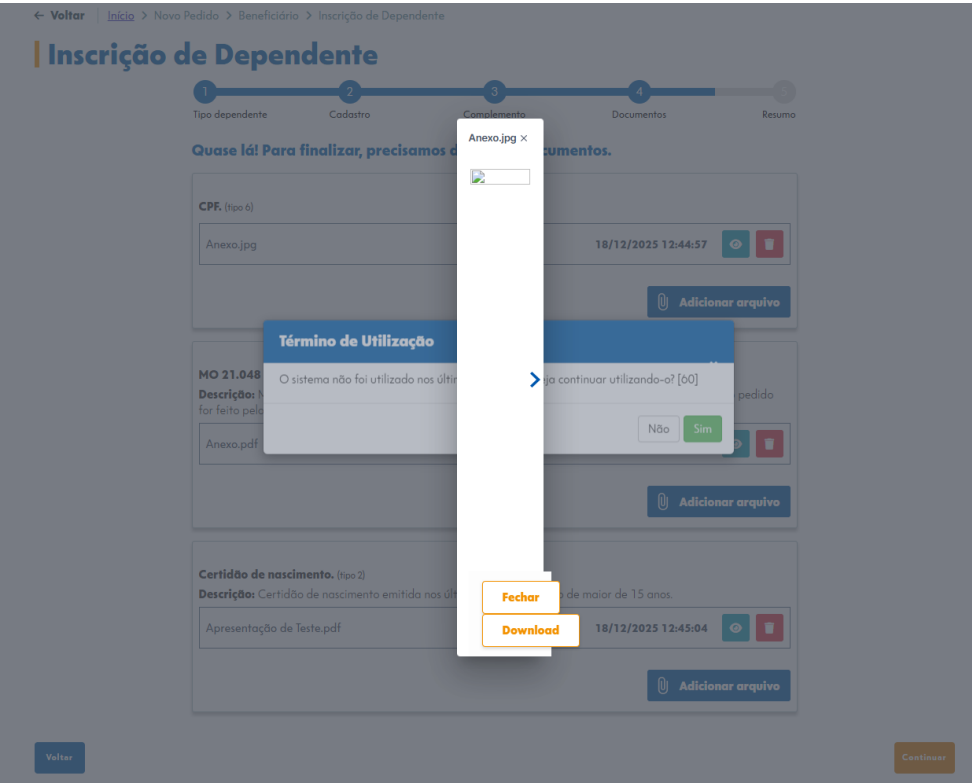 ← Voltar Início > Novo Pedido > Beneficiário > Inscrição de Dependente
Inscrição de Dependente
1 2 3 4 5
Tipo dependente Cadastro Complemento Documentos Resumo
Quase lá! Para finalizar, precisamos d cumentos.
Anexo.jpg ×
CPF. (tipo 6)
Anexo.jpg 18/12/2025 12:44:57
Adicionar arquivo
Término de Utilização
O sistema não foi utilizado nos últim ja continuar utilizando-o? [60]
Não Sim
MO 21.048
Descrição: pedido
for feito pelo
Anexo.pdf
Adicionar arquivo
Certidão de nascimento. (tipo 2)
Descrição: Certidão de nascimento emitida nos últ o de maior de 15 anos.
Apresentação de Teste.pdf 18/12/2025 12:45:04
Fechar
Download
Adicionar arquivo
Voltar Continuar